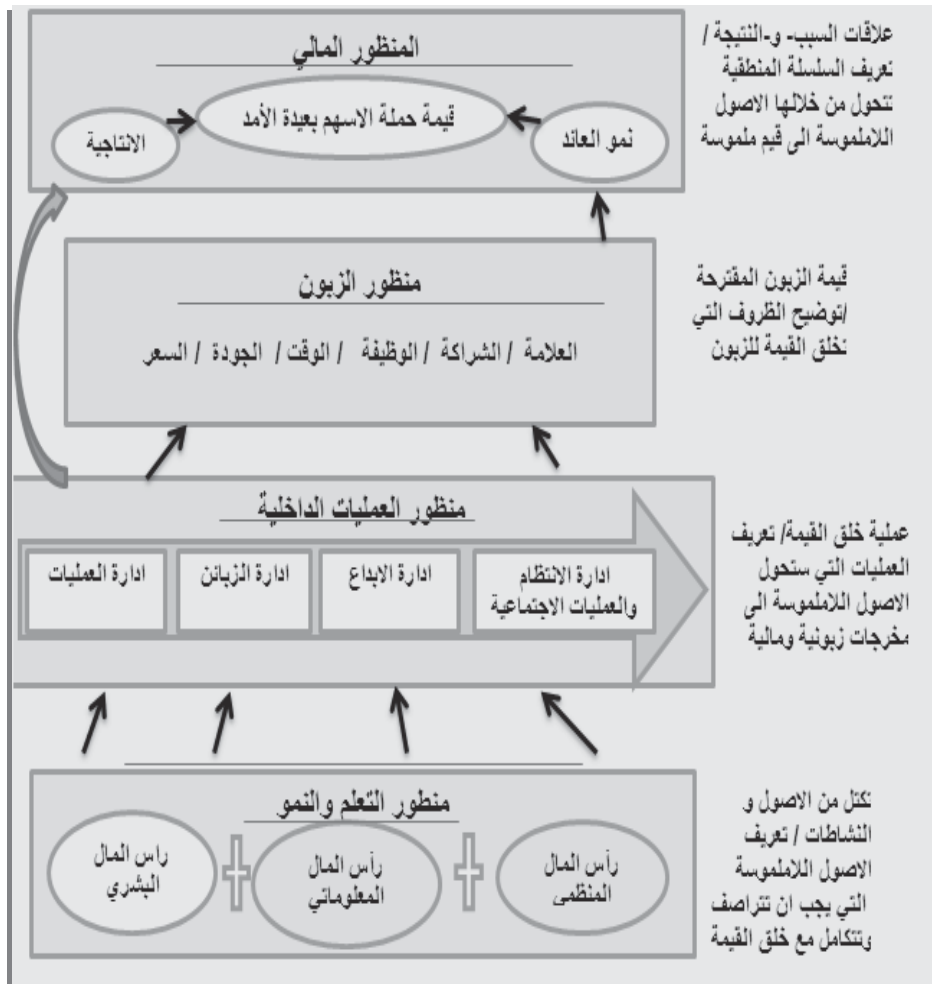 المنظور المالي
قيمة حملة الاسهم بعيدة الأمد
نمو العائد
الانتاجية
علاقات السبب- و-النتيجة /
تعريف السلسلة المنطقية
تتحول من خلالها الاصول
اللاملموسة الى قيم ملموسة
منظور الزبون
العلامة / الشراكة / الوظيفة / الوقت / الجودة / السعر
قيمة الزبون المقترحة
/توضيح الظروف التي
تخلق القيمة للزبون
منظور العمليات الداخلية
ادارة الانتظام
والعمليات الاجتماعية
ادارة الابداع
ادارة الزبائن
ادارة العمليات
عملية خلق القيمة/ تعريف
العمليات التي ستحول
الاصول اللاملموسة الى
مخرجات زبونية ومالية
منطور التعلم والنمو
رأس المال
المنظمى
رأس المال
المعلوماتي
راس المال
البشري
تكتل من الاصول و
النشاطات / تعريف
الاصول اللاملموسة
التي يجب ان تتراصف
وتتكامل مع خلق القيمة